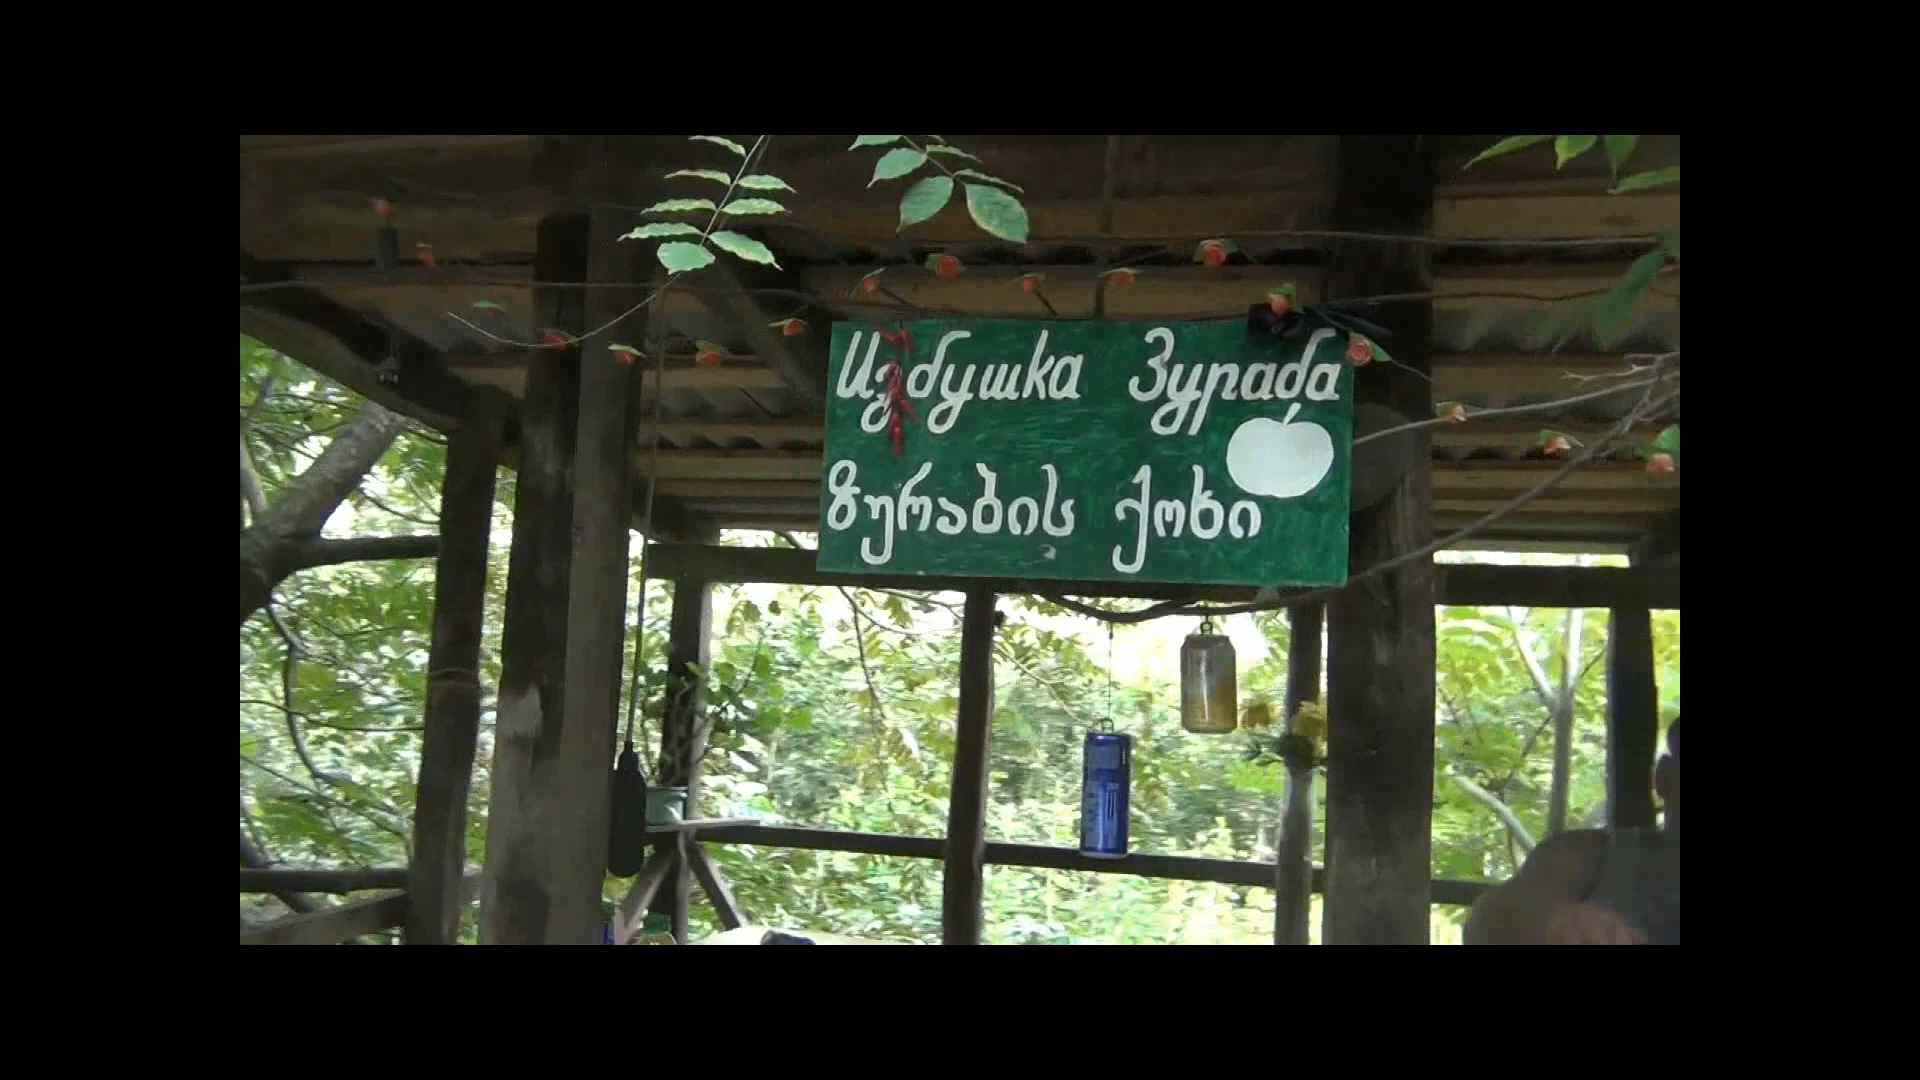 Избушка Зураба
ზურაბის ქოხი